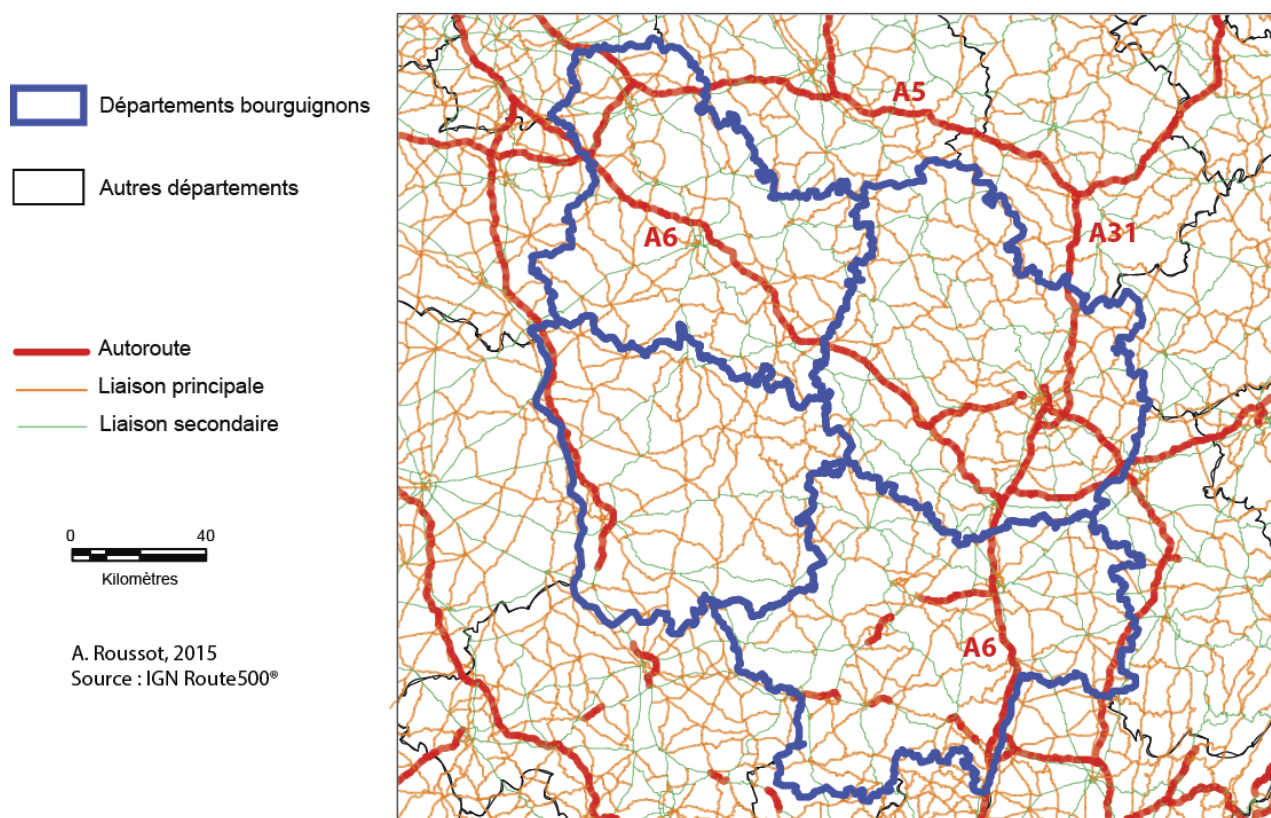 Départements bourguignons
Autres départements
Autoroute
Liaison principale
Liaison secondaire
0 40
Kilomètres
A. Roussot, 2015
Source : IGN Route500®
A5
A6
A31
A6